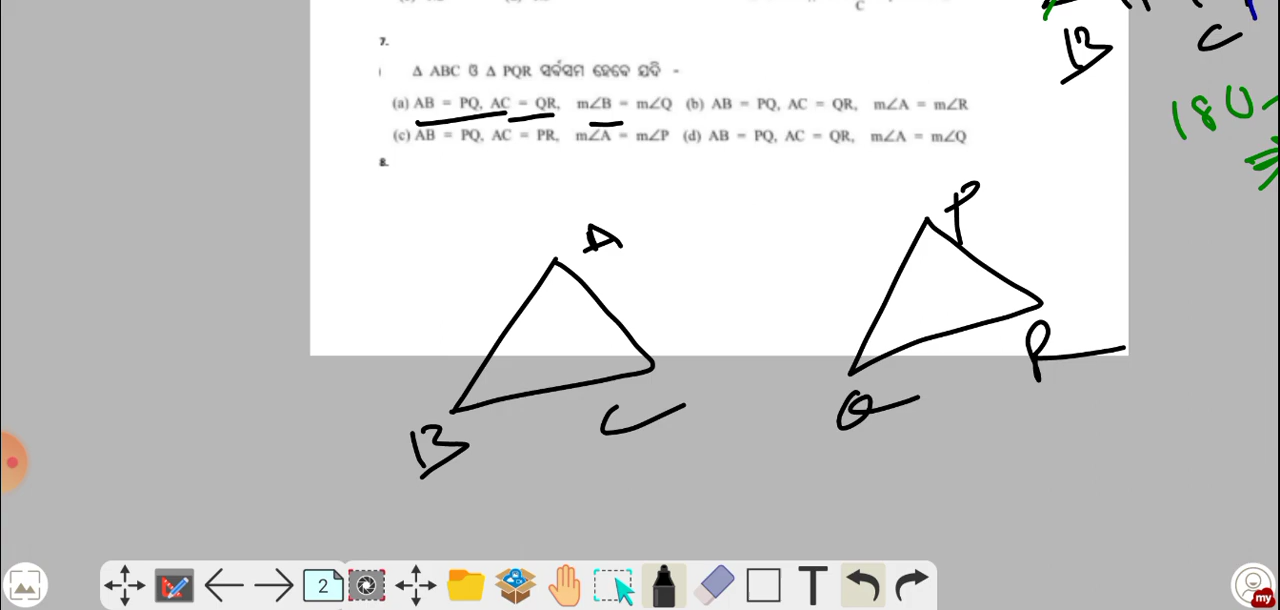 C
B C
7.
Δ ABC ଓ Δ PQR ସର୍ବସମ ହେବେ ଯଦି -
(a) AB = PQ, AC = QR, m∠B = m∠Q (b) AB = PQ, AC = QR, m∠A = m∠R
180-
(c) AB = PQ, AC = PR, m∠A = m∠P (d) AB = PQ, AC = QR, m∠A = m∠Q
8.
A P
B C Q R
2
T
my